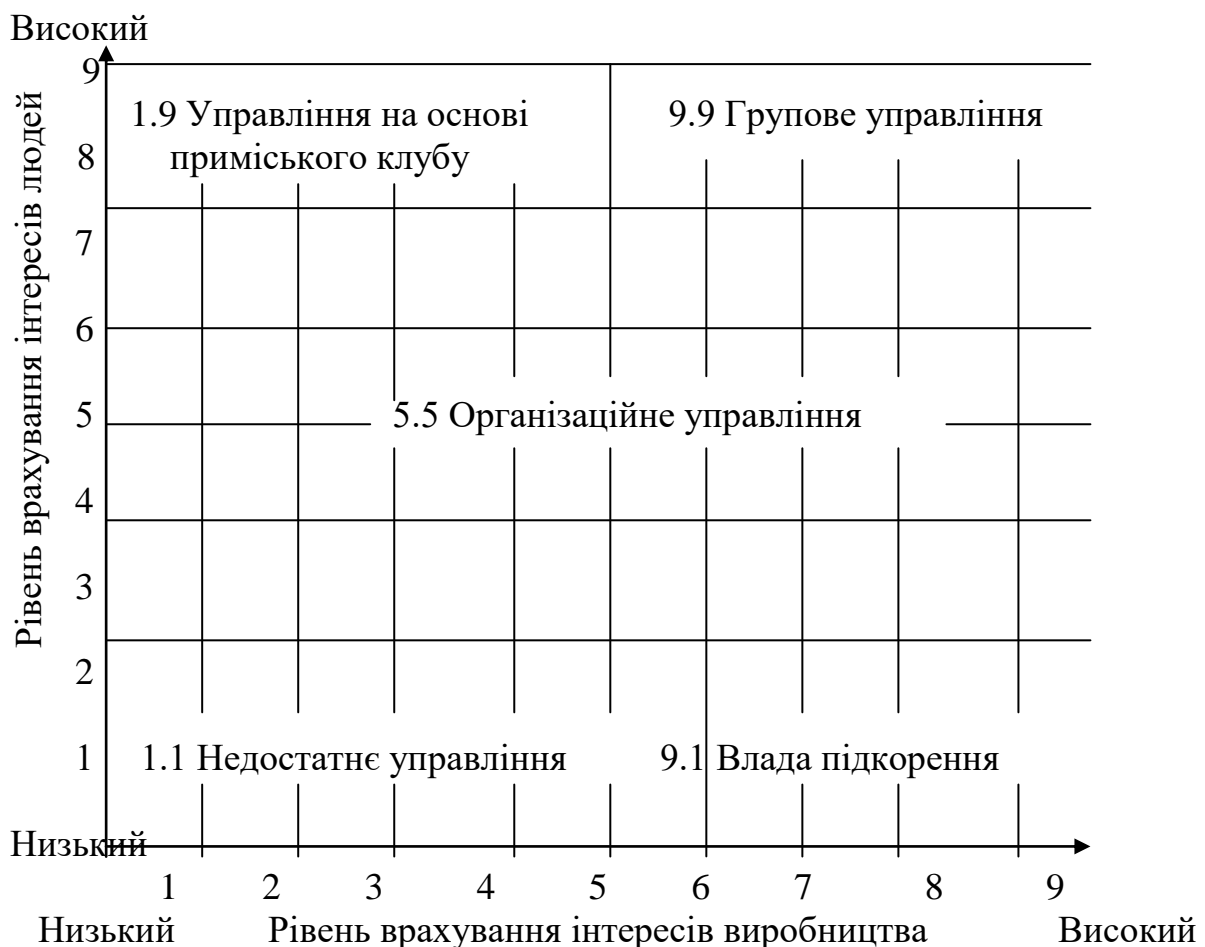 Високий
9
1.9 Управління на основі
приміського клубу
9.9 Групове управління
8
7
6
5
5.5 Організаційне управління
4
3
2
1
1.1 Недостатнє управління
9.1 Влада підкорення
Рівень врахування інтересів людей
Низький
1 2 3 4 5 6 7 8 9
Низький Рівень врахування інтересів виробництва Високий